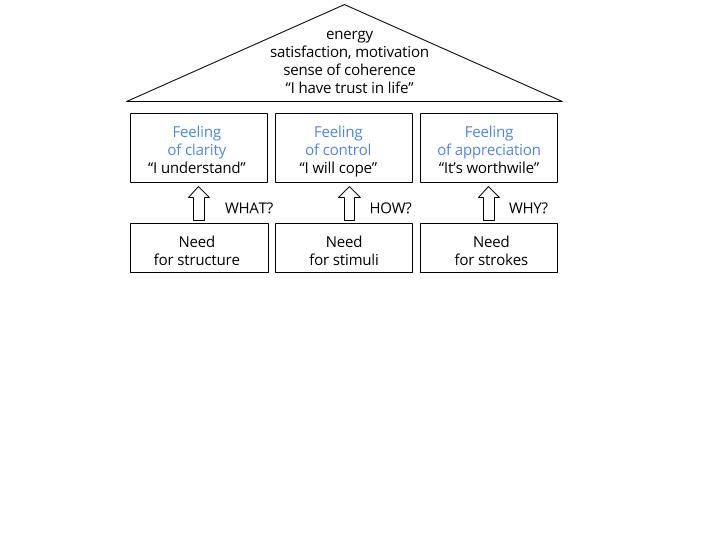 energy
satisfaction, motivation
sense of coherence
“I have trust in life”
Feeling
of clarity
“I understand”
Feeling
of control
“I will cope”
Feeling
of appreciation
“It’s worthwile”
WHAT?
HOW?
WHY?
Need
for structure
Need
for stimuli
Need
for strokes